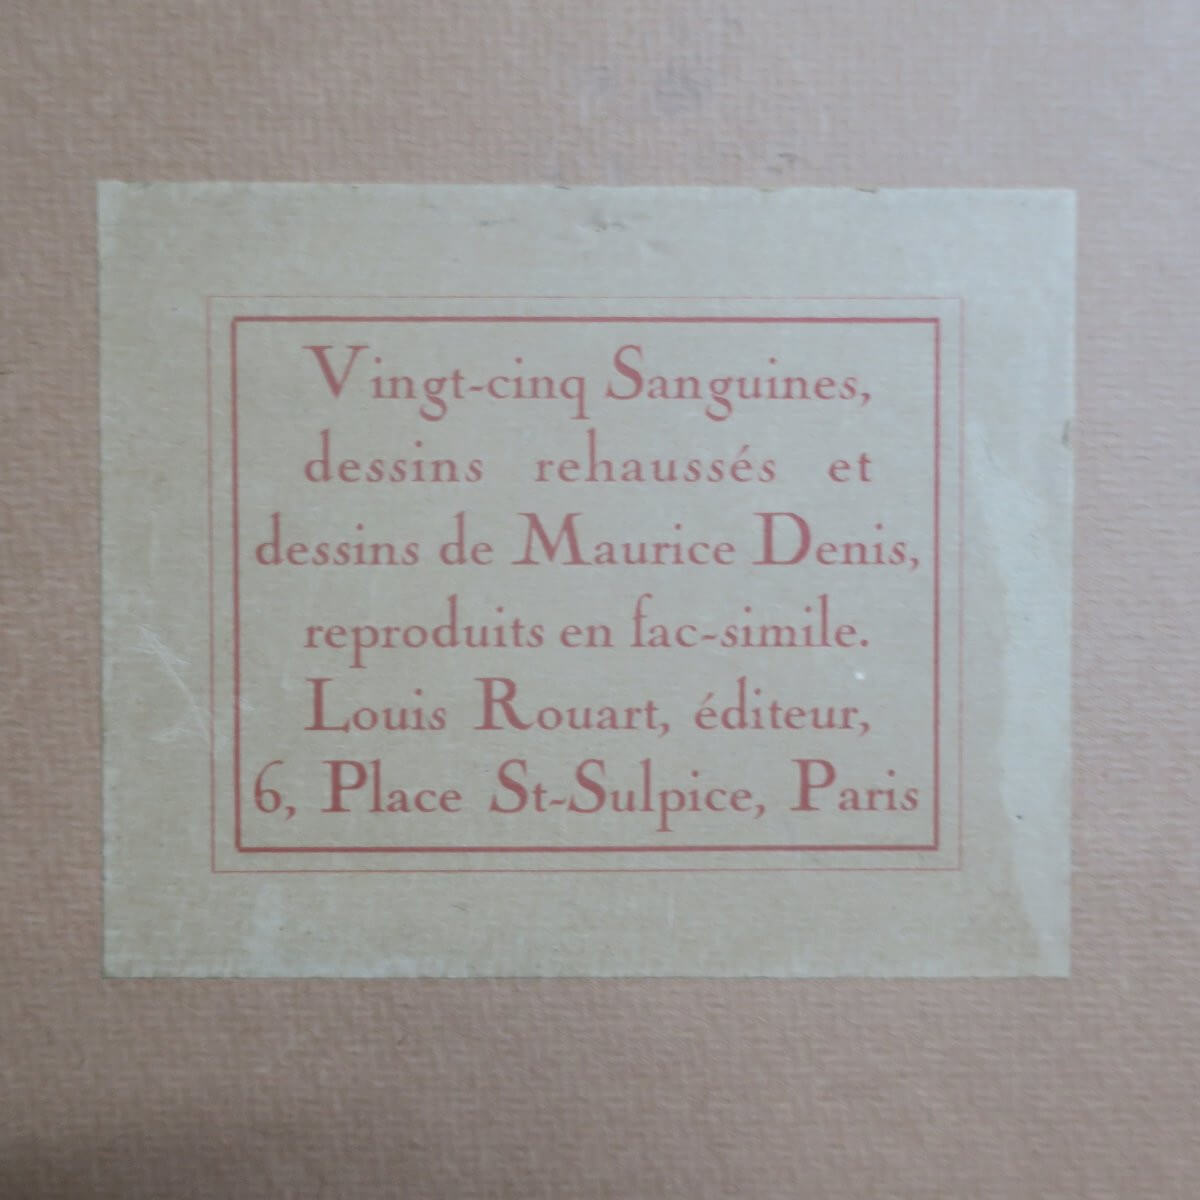 Vingt-cinq Sanguines,
dessins rehaussés et
dessins de Maurice Denis,
reproduits en fac-simile.
Louis Rouart, éditeur,
6, Place St-Sulpice, Paris